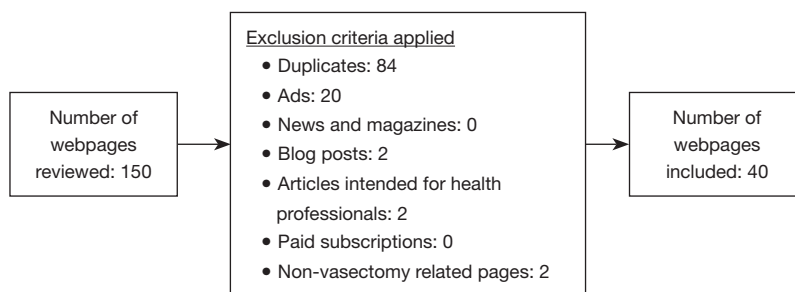 Number of
webpages
reviewed: 150
Exclusion criteria applied
• Duplicates: 84
• Ads: 20
• News and magazines: 0
• Blog posts: 2
• Articles intended for health
professionals: 2
• Paid subscriptions: 0
• Non-vasectomy related pages: 2
Number of
webpages
included: 40